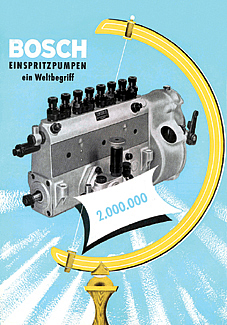 BOSCH
EINSPRITZPUMPEN
ein Weltbegriff
2.000.000